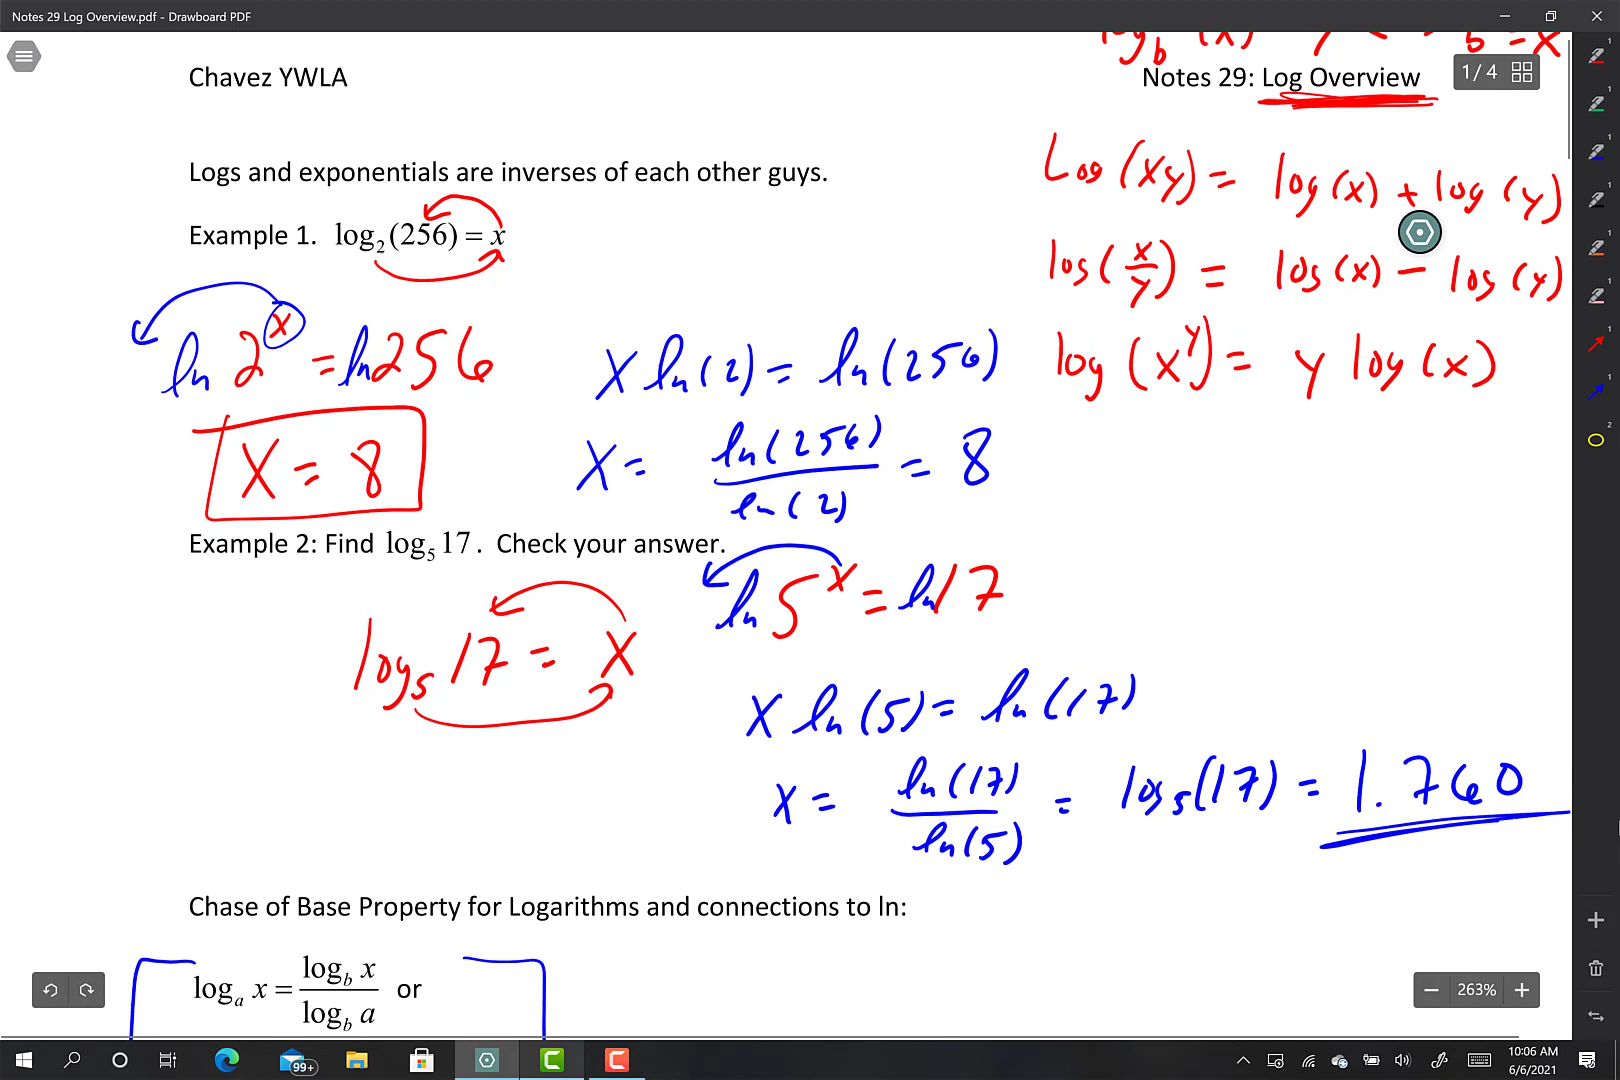 Notes 29 Log Overview.pdf - Drawboard PDF
log_b (x)
b = x
Chavez YWLA
Notes 29: Log Overview
1 / 4
Log (xy) = log (x) + log (y)
Logs and exponentials are inverses of each other guys.
Example 1. log₂(256) = x
log (x/y) = log (x) − log (y)
ln 2^x = ln 256
x ln (2) = ln (256)
log (x^y) = y log (x)
X = 8
X = ln (256) / ln (2) = 8
Example 2: Find log₅ 17 . Check your answer.
ln 5^x = ln 17
log₅ 17 = X
X ln (5) = ln (17)
x = ln (17) / ln (5) = log₅ (17) = 1.760
Chase of Base Property for Logarithms and connections to ln:
log_a x = log_b x / log_b a or
263%
99+
10:06 AM
6/6/2021